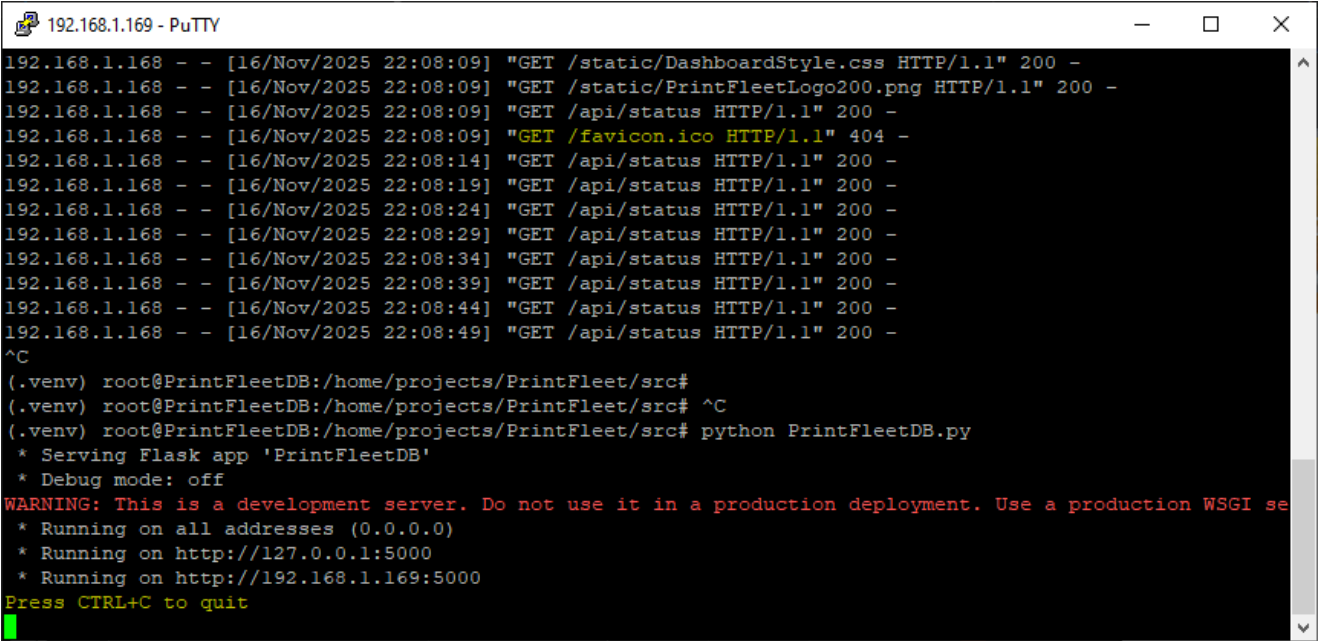 192.168.1.169 - PuTTY
192.168.1.168 - - [16/Nov/2025 22:08:09] "GET /static/DashboardStyle.css HTTP/1.1" 200 -
192.168.1.168 - - [16/Nov/2025 22:08:09] "GET /static/PrintFleetLogo200.png HTTP/1.1" 200 -
192.168.1.168 - - [16/Nov/2025 22:08:09] "GET /api/status HTTP/1.1" 200 -
192.168.1.168 - - [16/Nov/2025 22:08:09] "GET /favicon.ico HTTP/1.1" 404 -
192.168.1.168 - - [16/Nov/2025 22:08:14] "GET /api/status HTTP/1.1" 200 -
192.168.1.168 - - [16/Nov/2025 22:08:19] "GET /api/status HTTP/1.1" 200 -
192.168.1.168 - - [16/Nov/2025 22:08:24] "GET /api/status HTTP/1.1" 200 -
192.168.1.168 - - [16/Nov/2025 22:08:29] "GET /api/status HTTP/1.1" 200 -
192.168.1.168 - - [16/Nov/2025 22:08:34] "GET /api/status HTTP/1.1" 200 -
192.168.1.168 - - [16/Nov/2025 22:08:39] "GET /api/status HTTP/1.1" 200 -
192.168.1.168 - - [16/Nov/2025 22:08:44] "GET /api/status HTTP/1.1" 200 -
192.168.1.168 - - [16/Nov/2025 22:08:49] "GET /api/status HTTP/1.1" 200 -
^C
(.venv) root@PrintFleetDB:/home/projects/PrintFleet/src#
(.venv) root@PrintFleetDB:/home/projects/PrintFleet/src# ^C
(.venv) root@PrintFleetDB:/home/projects/PrintFleet/src# python PrintFleetDB.py
 * Serving Flask app 'PrintFleetDB'
 * Debug mode: off
WARNING: This is a development server. Do not use it in a production deployment. Use a production WSGI se
 * Running on all addresses (0.0.0.0)
 * Running on http://127.0.0.1:5000
 * Running on http://192.168.1.169:5000
Press CTRL+C to quit